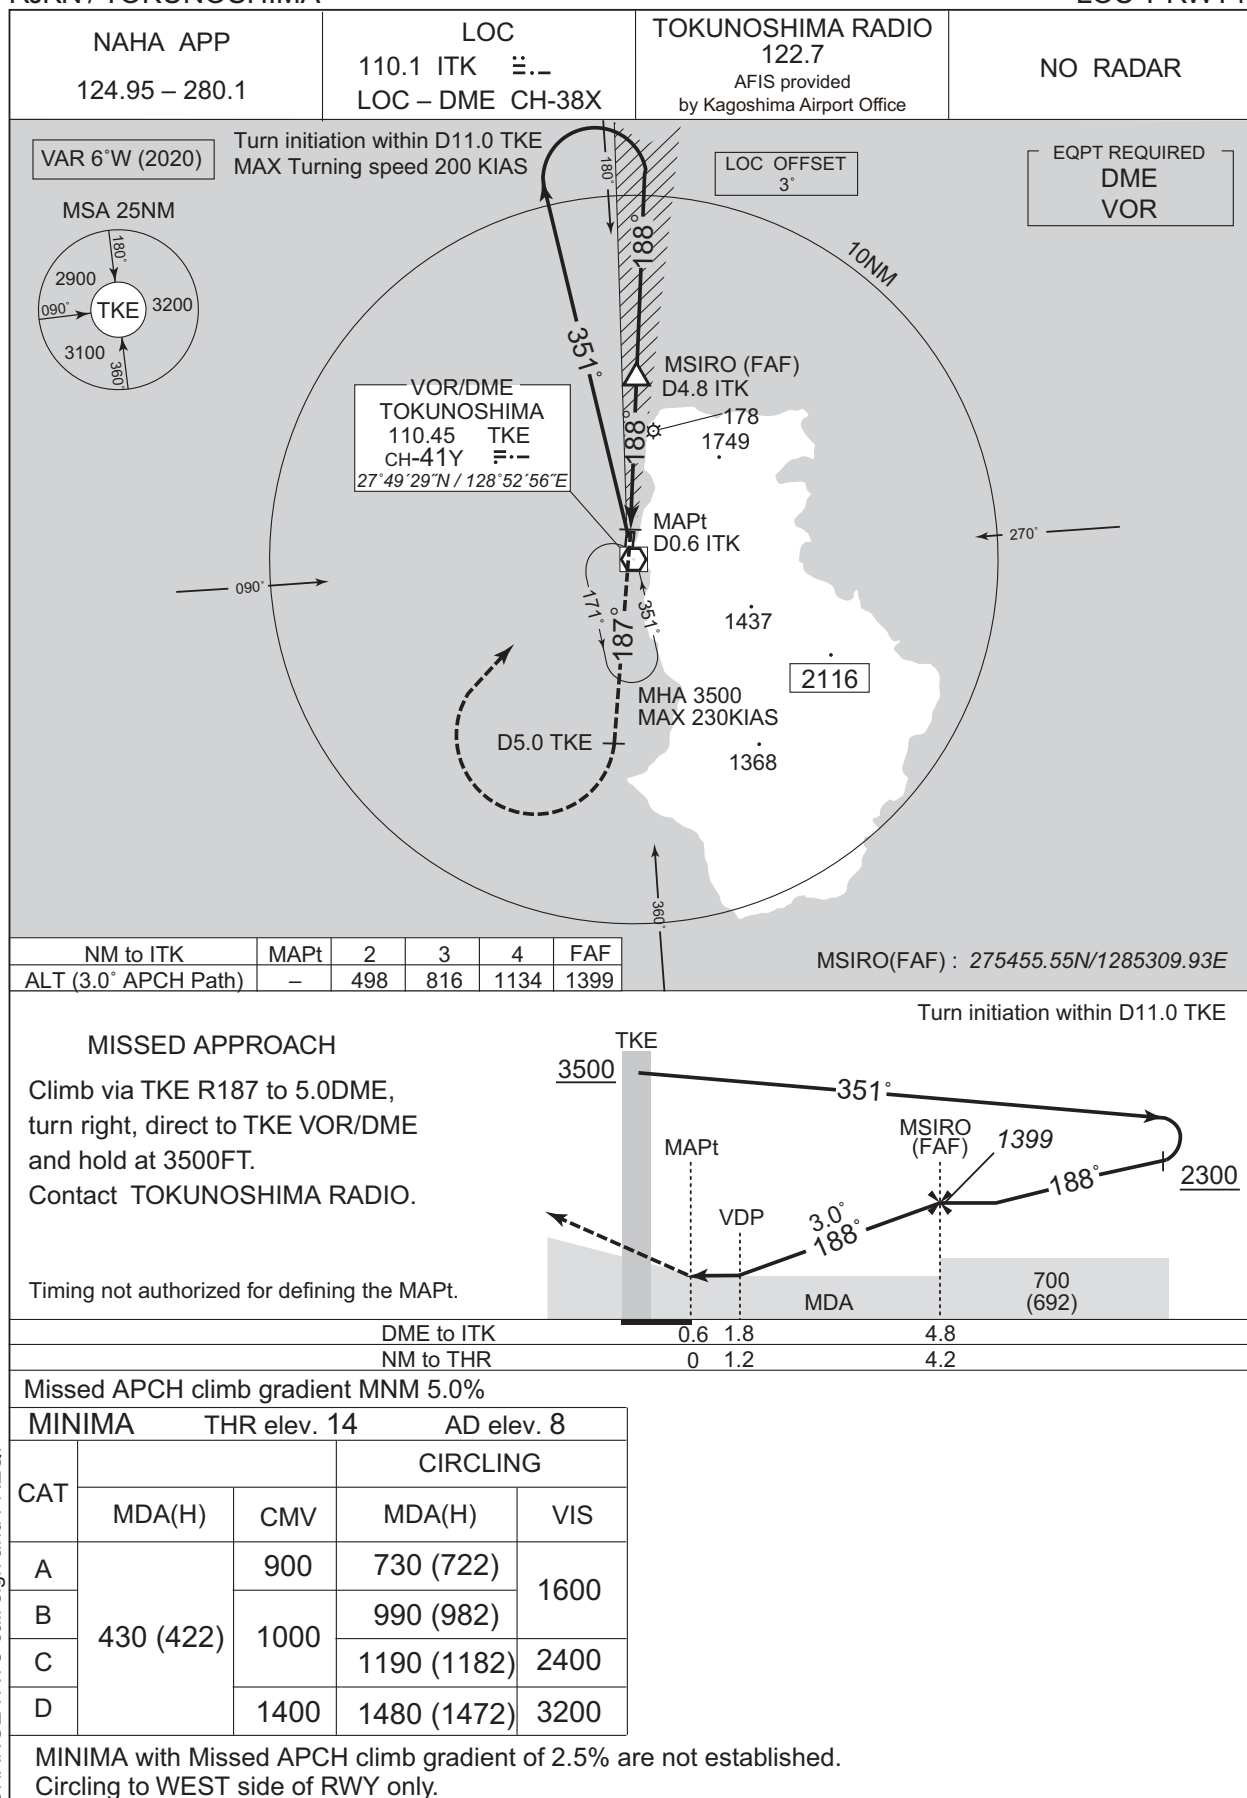 RJKN / TOKUNOSHIMA
NAHA APP
124.95 – 280.1
LOC
110.1 ITK
LOC – DME CH-38X
TOKUNOSHIMA RADIO
122.7
AFIS provided
by Kagoshima Airport Office
NO RADAR
VAR 6˚W (2020)
Turn initiation within D11.0 TKE
MAX Turning speed 200 KIAS
LOC OFFSET
3˚
EQPT REQUIRED
DME
VOR
MSA 25NM
180˚
2900
090˚
TKE
3200
3100
360˚
180˚
188°
10NM
351°
MSIRO (FAF)
D4.8 ITK
178
1749
188°
VOR/DME
TOKUNOSHIMA
110.45 TKE
CH-41Y
27˚49´29˝N / 128˚52´56˝E
MAPt
D0.6 ITK
270˚
090˚
171˚
187°
351˚
1437
2116
MHA 3500
MAX 230KIAS
D5.0 TKE
1368
360˚
NM to ITK MAPt 2 3 4 FAF
ALT (3.0˚ APCH Path) – 498 816 1134 1399
MSIRO(FAF) : 275455.55N/1285309.93E
Turn initiation within D11.0 TKE
MISSED APPROACH
Climb via TKE R187 to 5.0DME,
turn right, direct to TKE VOR/DME
and hold at 3500FT.
Contact TOKUNOSHIMA RADIO.
Timing not authorized for defining the MAPt.
TKE
3500
351°
MAPt
MSIRO
(FAF)
1399
188°
2300
VDP
3.0°
188°
MDA
700
(692)
DME to ITK 0.6 1.8 4.8
NM to THR 0 1.2 4.2
Missed APCH climb gradient MNM 5.0%
MINIMA THR elev. 14 AD elev. 8
CAT
CIRCLING
MDA(H) CMV MDA(H) VIS
A 900 730 (722)
1600
B 990 (982)
430 (422) 1000
C 1190 (1182) 2400
D 1400 1480 (1472) 3200
MINIMA with Missed APCH climb gradient of 2.5% are not established.
Circling to WEST side of RWY only.